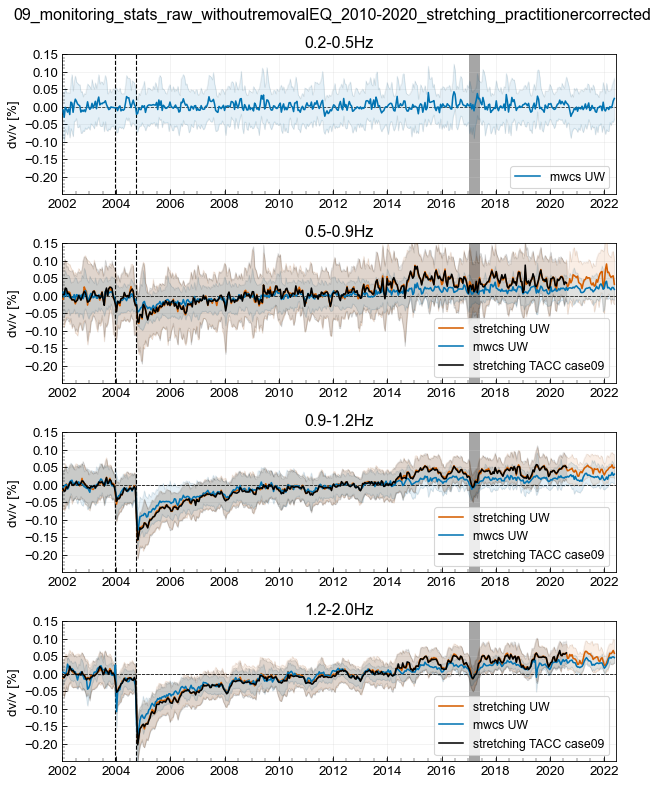 09_monitoring_stats_raw_withoutremovalEQ_2010-2020_stretching_practitionercorrected
0.2-0.5Hz
0.15
0.10
0.05
0.00
−0.05
−0.10
−0.15
−0.20
dv/v [%]
mwcs UW
2002 2004 2006 2008 2010 2012 2014 2016 2018 2020 2022
0.5-0.9Hz
0.15
0.10
0.05
0.00
−0.05
−0.10
−0.15
−0.20
dv/v [%]
stretching UW
mwcs UW
stretching TACC case09
2002 2004 2006 2008 2010 2012 2014 2016 2018 2020 2022
0.9-1.2Hz
0.15
0.10
0.05
0.00
−0.05
−0.10
−0.15
−0.20
dv/v [%]
stretching UW
mwcs UW
stretching TACC case09
2002 2004 2006 2008 2010 2012 2014 2016 2018 2020 2022
1.2-2.0Hz
0.15
0.10
0.05
0.00
−0.05
−0.10
−0.15
−0.20
dv/v [%]
stretching UW
mwcs UW
stretching TACC case09
2002 2004 2006 2008 2010 2012 2014 2016 2018 2020 2022